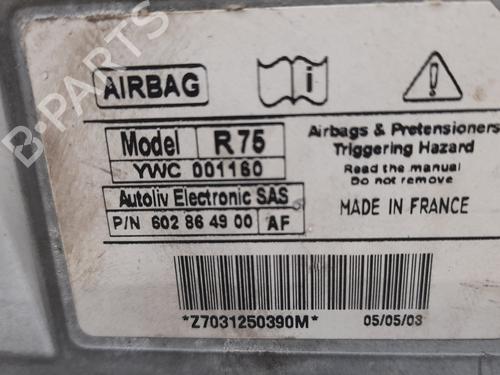 AIRBAG
i
Model R75
YWC 001160
Autoliv Electronic SAS
P/N 602 86 49 00 AF
Airbags & Pretensioners
Triggering Hazard
Read the manual
Do not remove
MADE IN FRANCE
*Z7031250390M*
05/05/03
B-PARTS